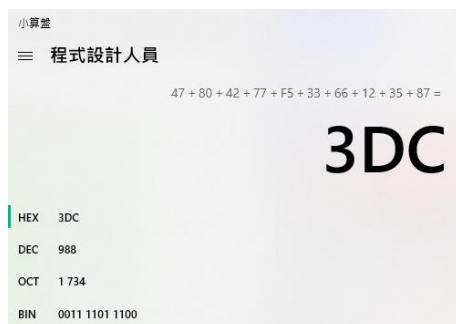 小算盤
程式設計人員
47 + 80 + 42 + 77 + F5 + 33 + 66 + 12 + 35 + 87 =
3DC
HEX 3DC
DEC 988
OCT 1 734
BIN 0011 1101 1100